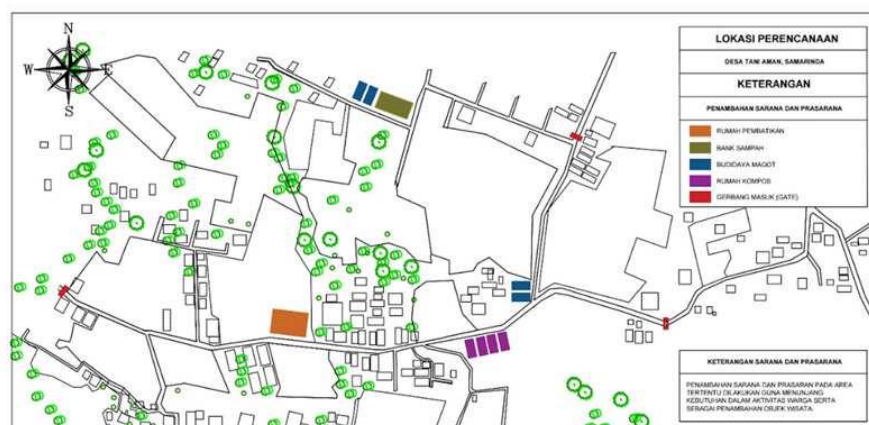 N
W E
S
LOKASI PERENCANAAN
DESA TANI AMAN, SAMARINDA
KETERANGAN
PENAMBAHAN SARANA DAN PRASARANA
RUMAH PEMBATIKAN
BANK SAMPAH
BUDIDAYA MAGOT
RUMAH KOMPOS
GERBANG MASUK (GATE)
KETERANGAN SARANA DAN PRASARANA
PENAMBAHAN SARANA DAN PRASARAN PADA AREA
TERTENTU DILAKUKAN GUNA MENUNJANG
KEBUTUHAN DALAM AKTIVITAS WARGA SERTA
SEBAGAI PENAMBAHAN OBJEK WISATA.